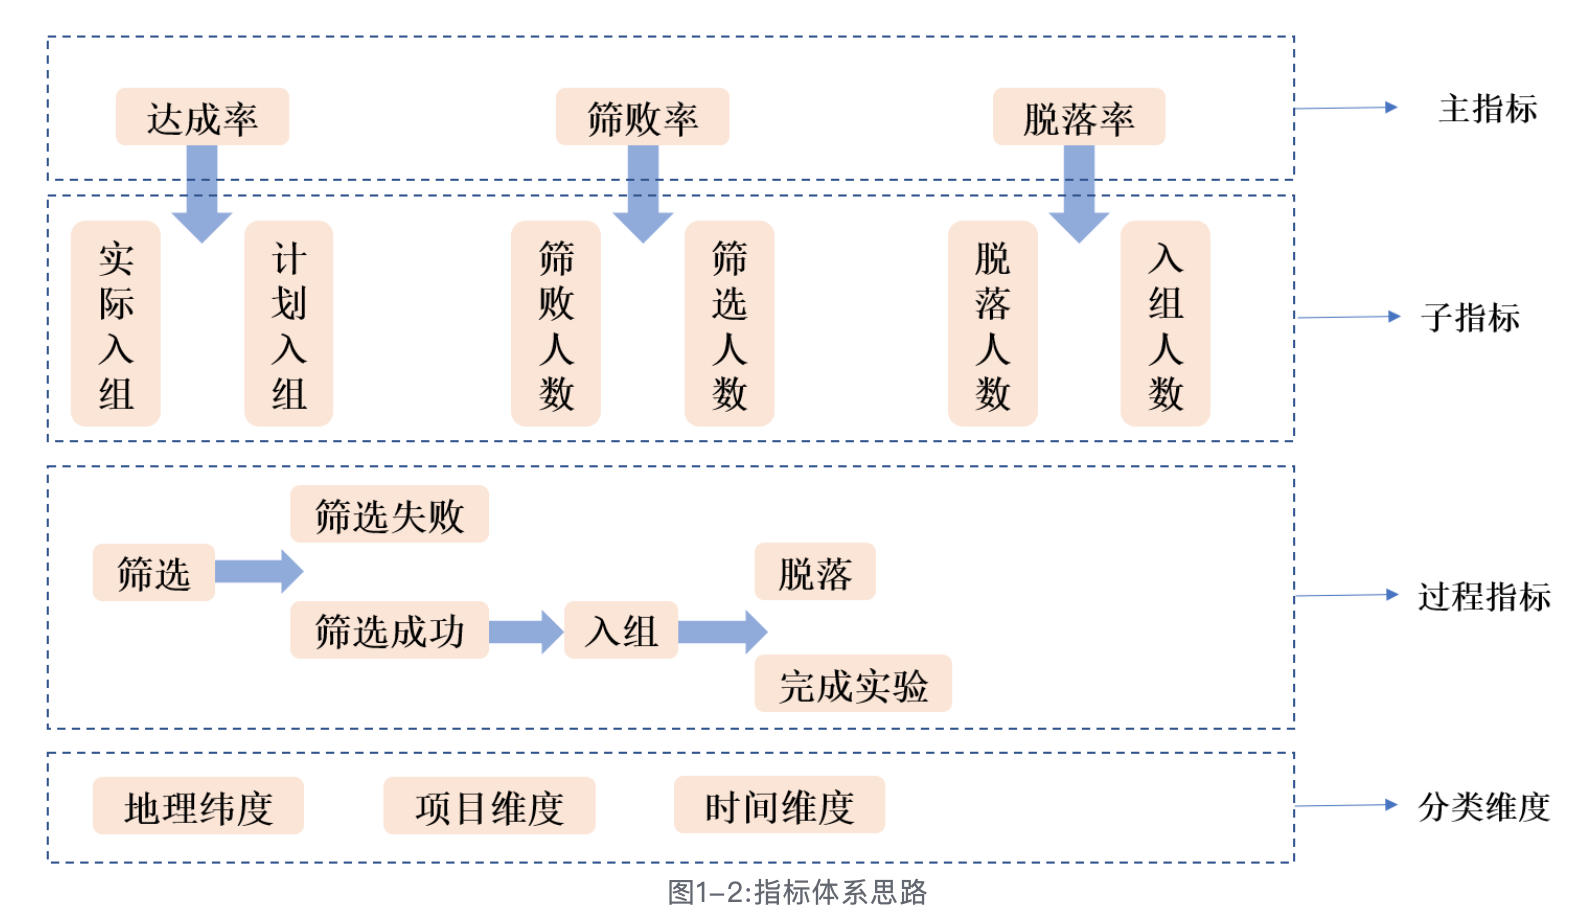 达成率
筛败率
脱落率
主指标
实际入组
计划入组
筛败人数
筛选人数
脱落人数
入组人数
子指标
筛选失败
筛选
脱落
筛选成功
入组
完成实验
过程指标
地理纬度
项目维度
时间维度
分类维度
图1-2:指标体系思路